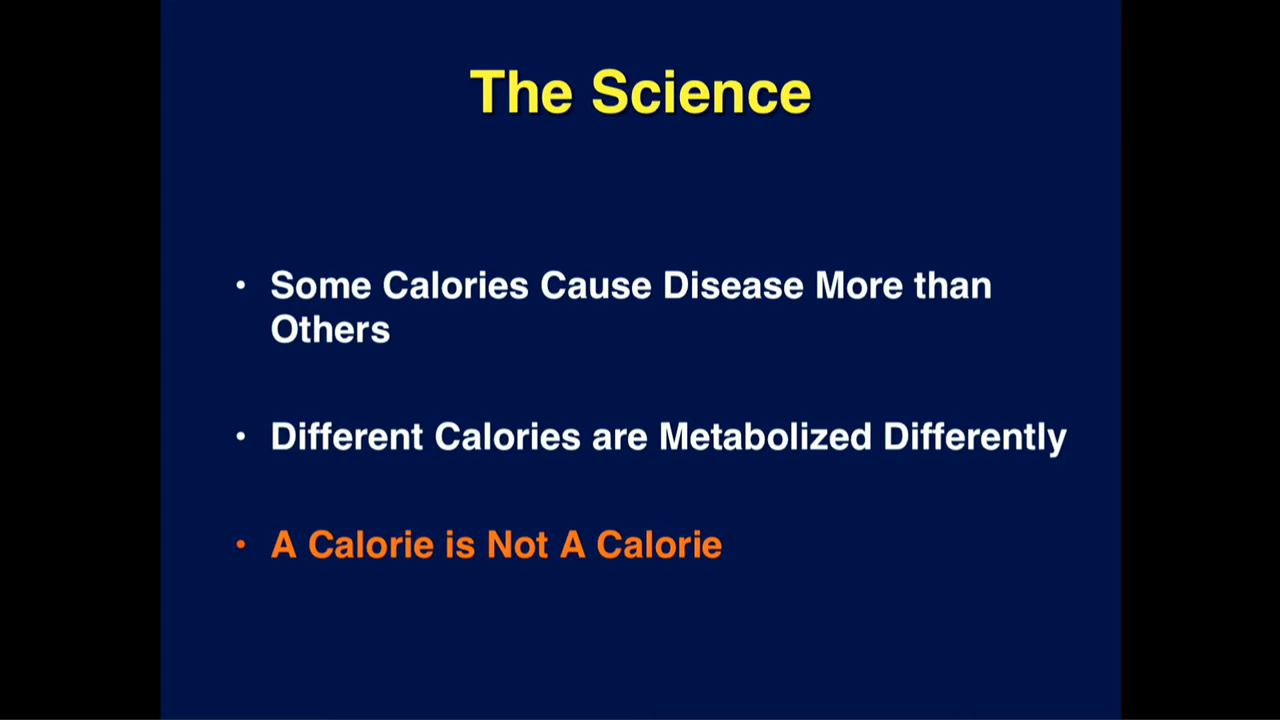 The Science
• Some Calories Cause Disease More than
Others
• Different Calories are Metabolized Differently
• A Calorie is Not A Calorie